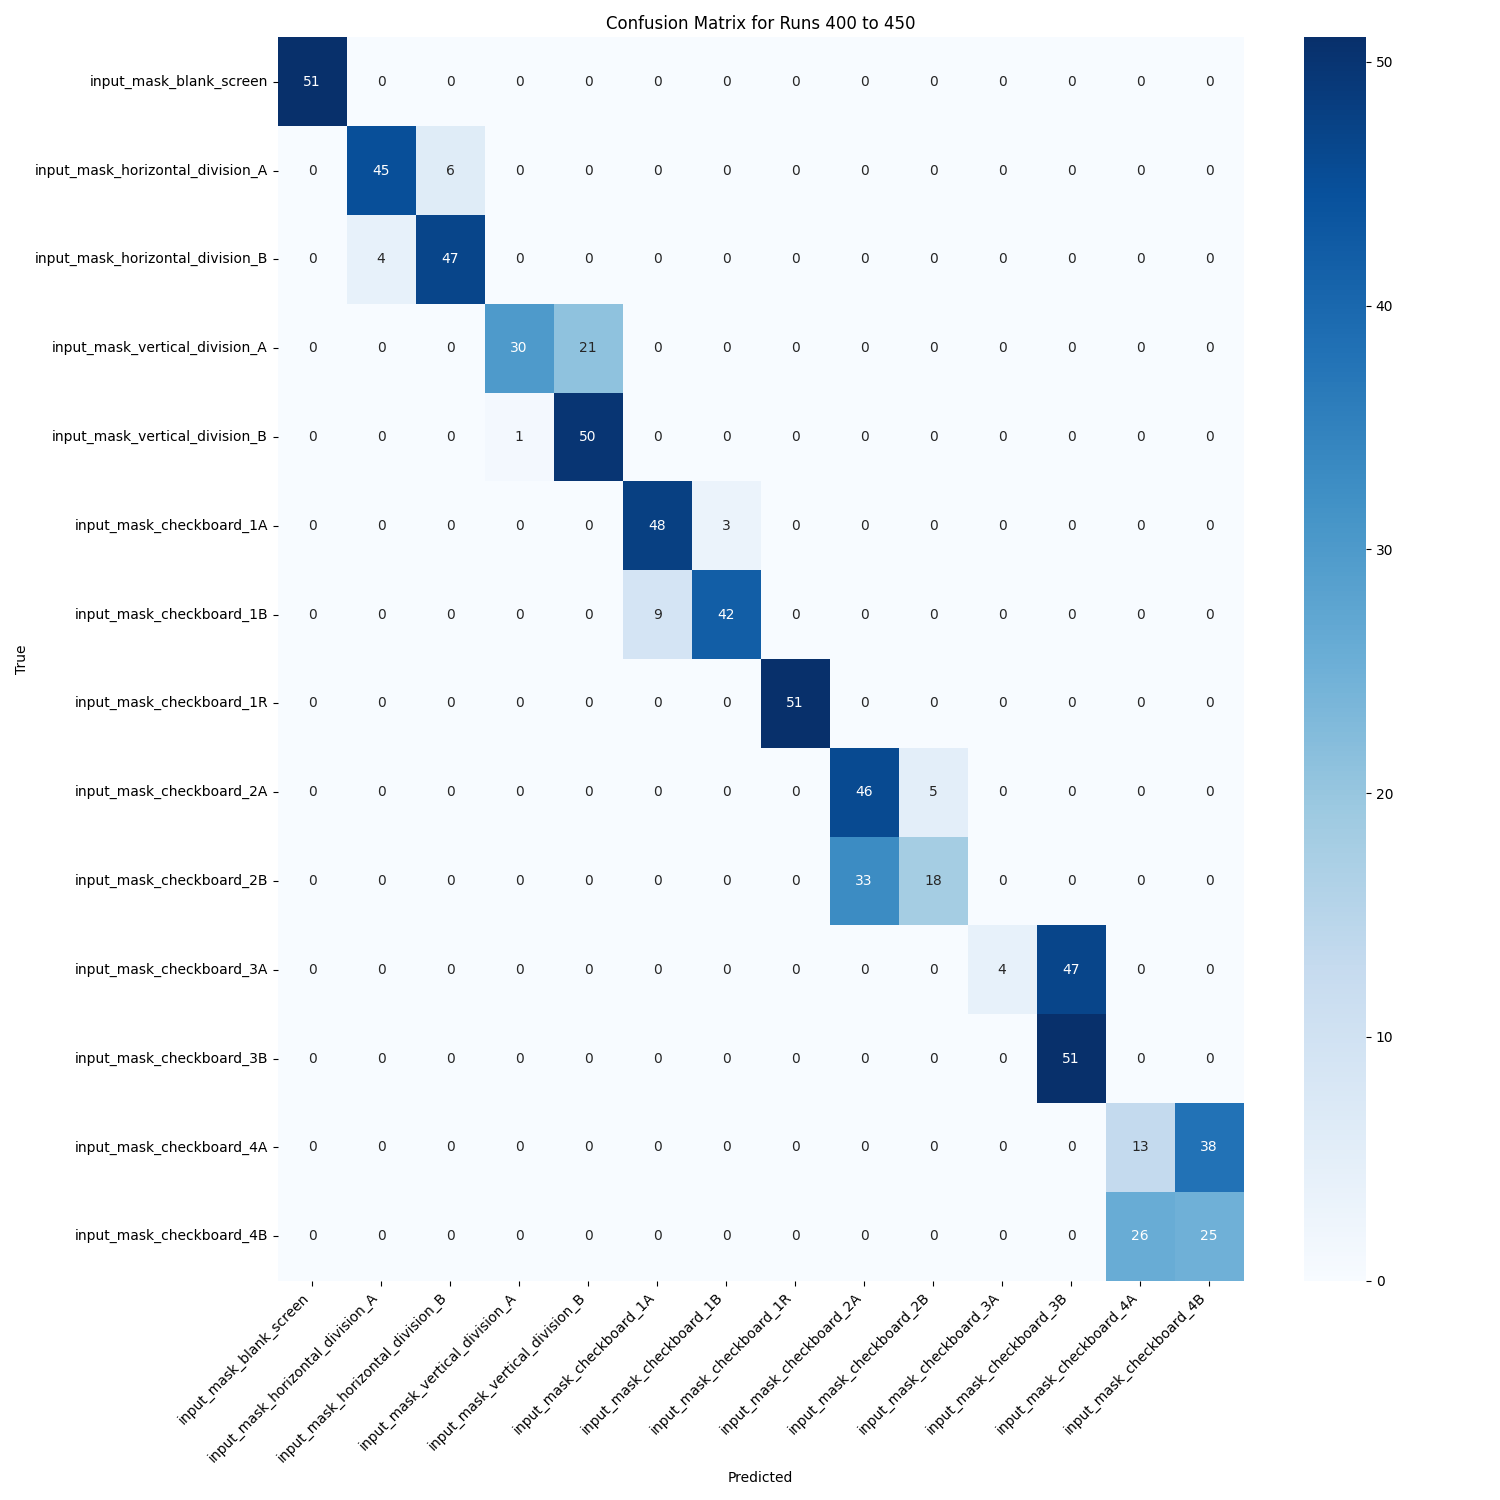 Confusion Matrix for Runs 400 to 450
input_mask_blank_screen 51 0 0 0 0 0 0 0 0 0 0 0 0 0
input_mask_horizontal_division_A 0 45 6 0 0 0 0 0 0 0 0 0 0 0
input_mask_horizontal_division_B 0 4 47 0 0 0 0 0 0 0 0 0 0 0
input_mask_vertical_division_A 0 0 0 30 21 0 0 0 0 0 0 0 0 0
input_mask_vertical_division_B 0 0 0 1 50 0 0 0 0 0 0 0 0 0
input_mask_checkboard_1A 0 0 0 0 0 48 3 0 0 0 0 0 0 0
input_mask_checkboard_1B 0 0 0 0 0 9 42 0 0 0 0 0 0 0
input_mask_checkboard_1R 0 0 0 0 0 0 0 51 0 0 0 0 0 0
input_mask_checkboard_2A 0 0 0 0 0 0 0 0 46 5 0 0 0 0
input_mask_checkboard_2B 0 0 0 0 0 0 0 0 33 18 0 0 0 0
input_mask_checkboard_3A 0 0 0 0 0 0 0 0 0 0 4 47 0 0
input_mask_checkboard_3B 0 0 0 0 0 0 0 0 0 0 0 51 0 0
input_mask_checkboard_4A 0 0 0 0 0 0 0 0 0 0 0 0 13 38
input_mask_checkboard_4B 0 0 0 0 0 0 0 0 0 0 0 0 26 25
True
input_mask_blank_screen
input_mask_horizontal_division_A
input_mask_horizontal_division_B
input_mask_vertical_division_A
input_mask_vertical_division_B
input_mask_checkboard_1A
input_mask_checkboard_1B
input_mask_checkboard_1R
input_mask_checkboard_2A
input_mask_checkboard_2B
input_mask_checkboard_3A
input_mask_checkboard_3B
input_mask_checkboard_4A
input_mask_checkboard_4B
Predicted
50
40
30
20
10
0